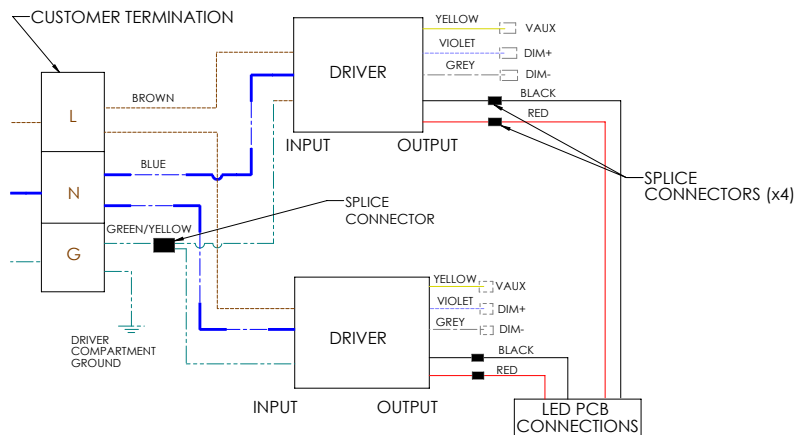 CUSTOMER TERMINATION
L
N
G
BROWN
BLUE
GREEN/YELLOW
SPLICE
CONNECTOR
DRIVER
COMPARTMENT
GROUND
DRIVER
INPUT
OUTPUT
YELLOW
VAUX
VIOLET
DIM+
GREY
DIM-
BLACK
RED
SPLICE
CONNECTORS (x4)
DRIVER
INPUT
OUTPUT
YELLOW
VAUX
VIOLET
DIM+
GREY
DIM-
BLACK
RED
LED PCB
CONNECTIONS